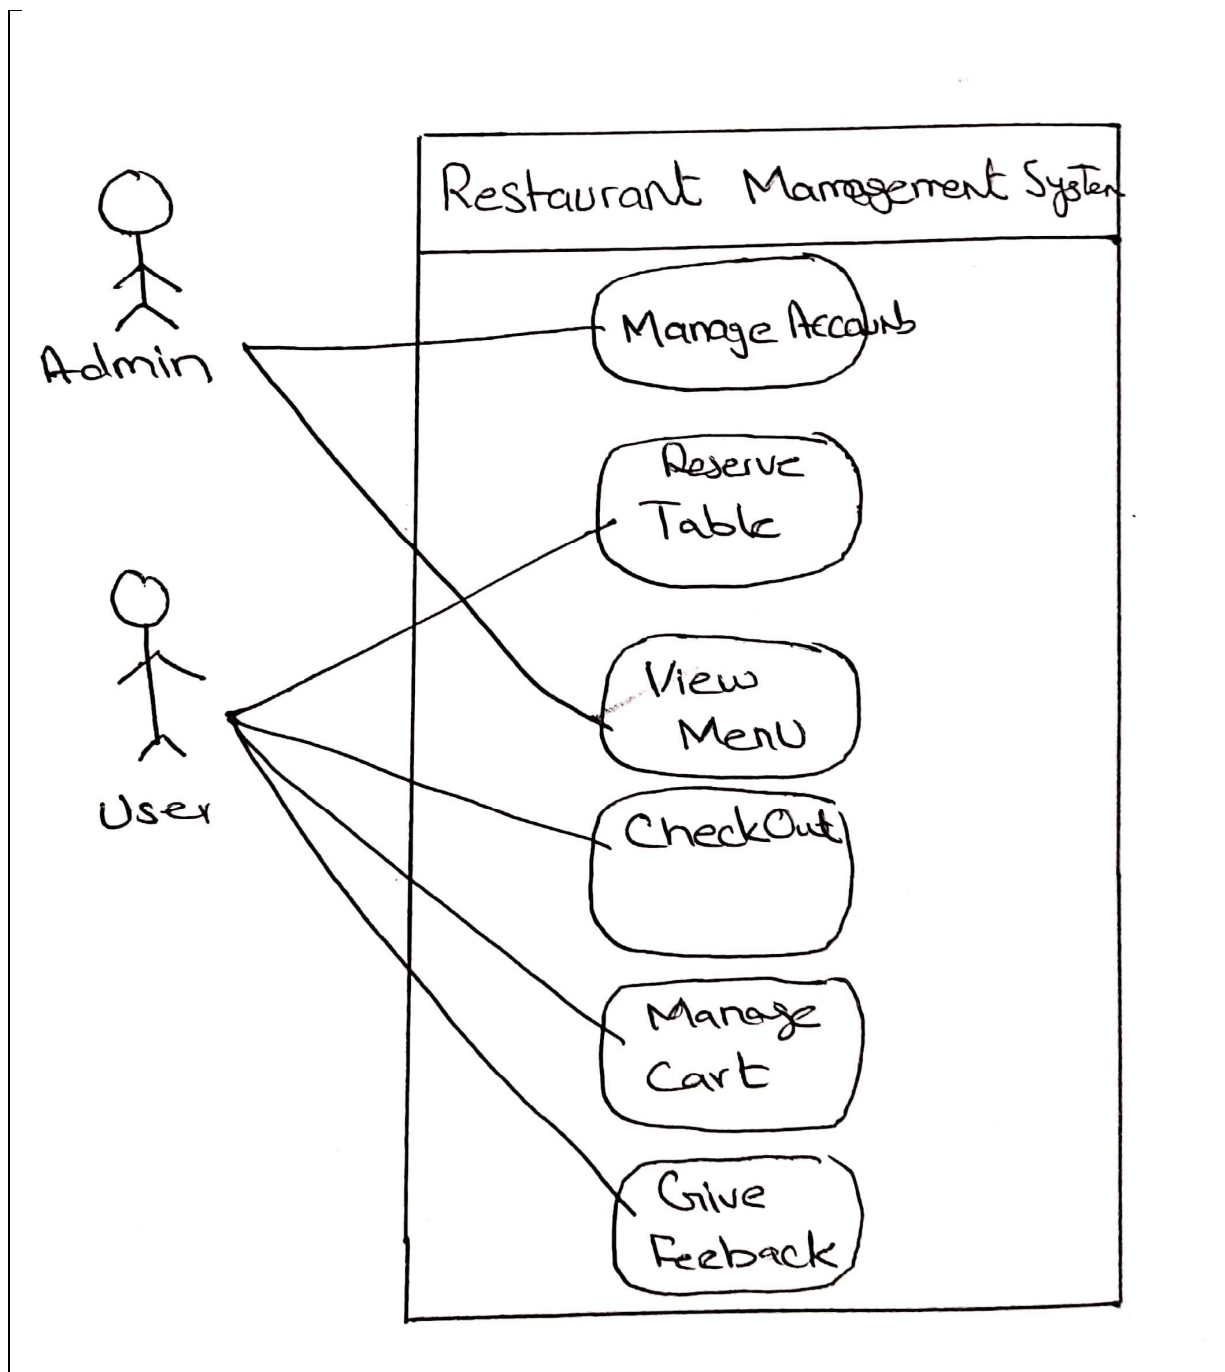 Restaurant Management System
Admin
Manage Accounts
Reserve
Table
View
Menu
User
CheckOut
Manage
Cart
Give
Feeback